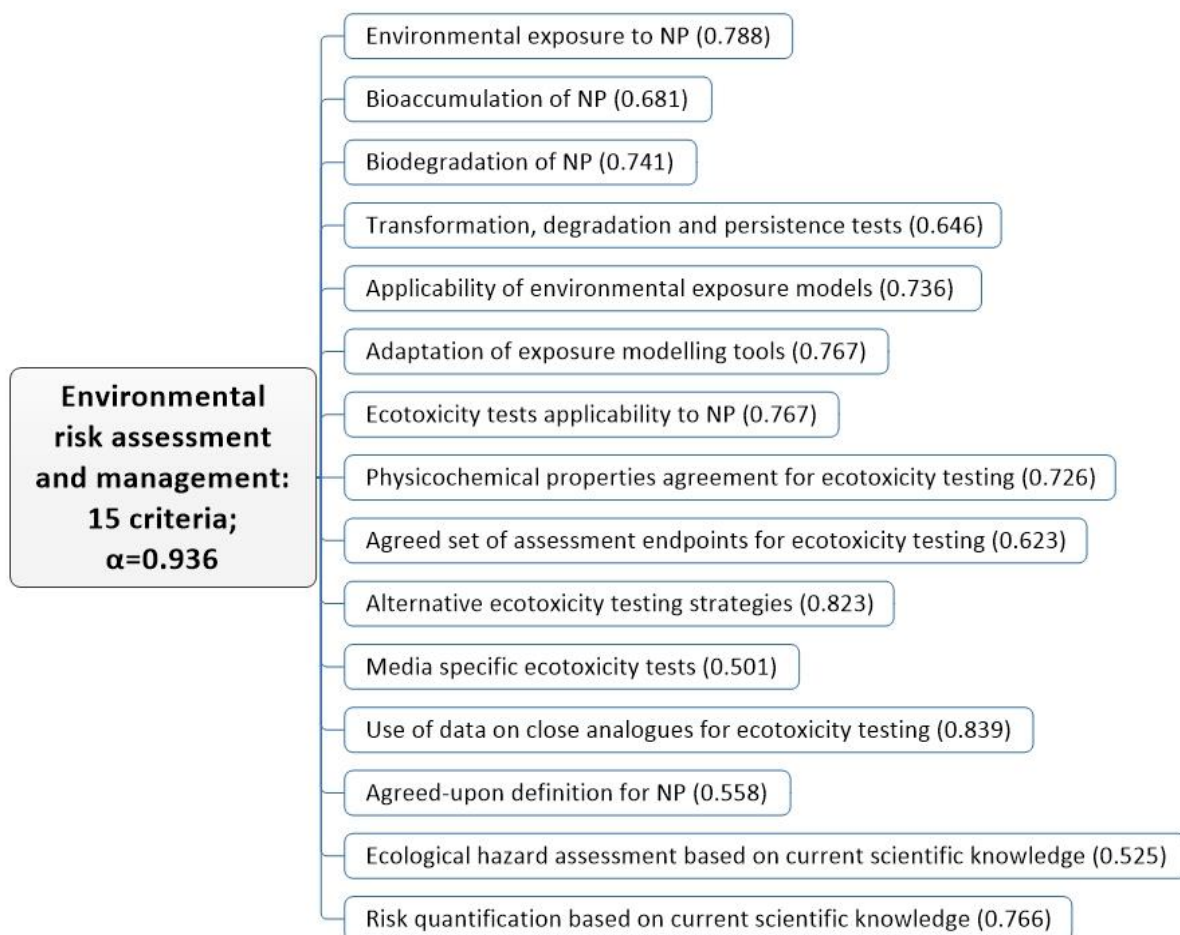 Environmental exposure to NP (0.788)
Bioaccumulation of NP (0.681)
Biodegradation of NP (0.741)
Transformation, degradation and persistence tests (0.646)
Applicability of environmental exposure models (0.736)
Adaptation of exposure modelling tools (0.767)
Environmental
risk assessment
and management:
15 criteria;
α=0.936
Ecotoxicity tests applicability to NP (0.767)
Physicochemical properties agreement for ecotoxicity testing (0.726)
Agreed set of assessment endpoints for ecotoxicity testing (0.623)
Alternative ecotoxicity testing strategies (0.823)
Media specific ecotoxicity tests (0.501)
Use of data on close analogues for ecotoxicity testing (0.839)
Agreed-upon definition for NP (0.558)
Ecological hazard assessment based on current scientific knowledge (0.525)
Risk quantification based on current scientific knowledge (0.766)